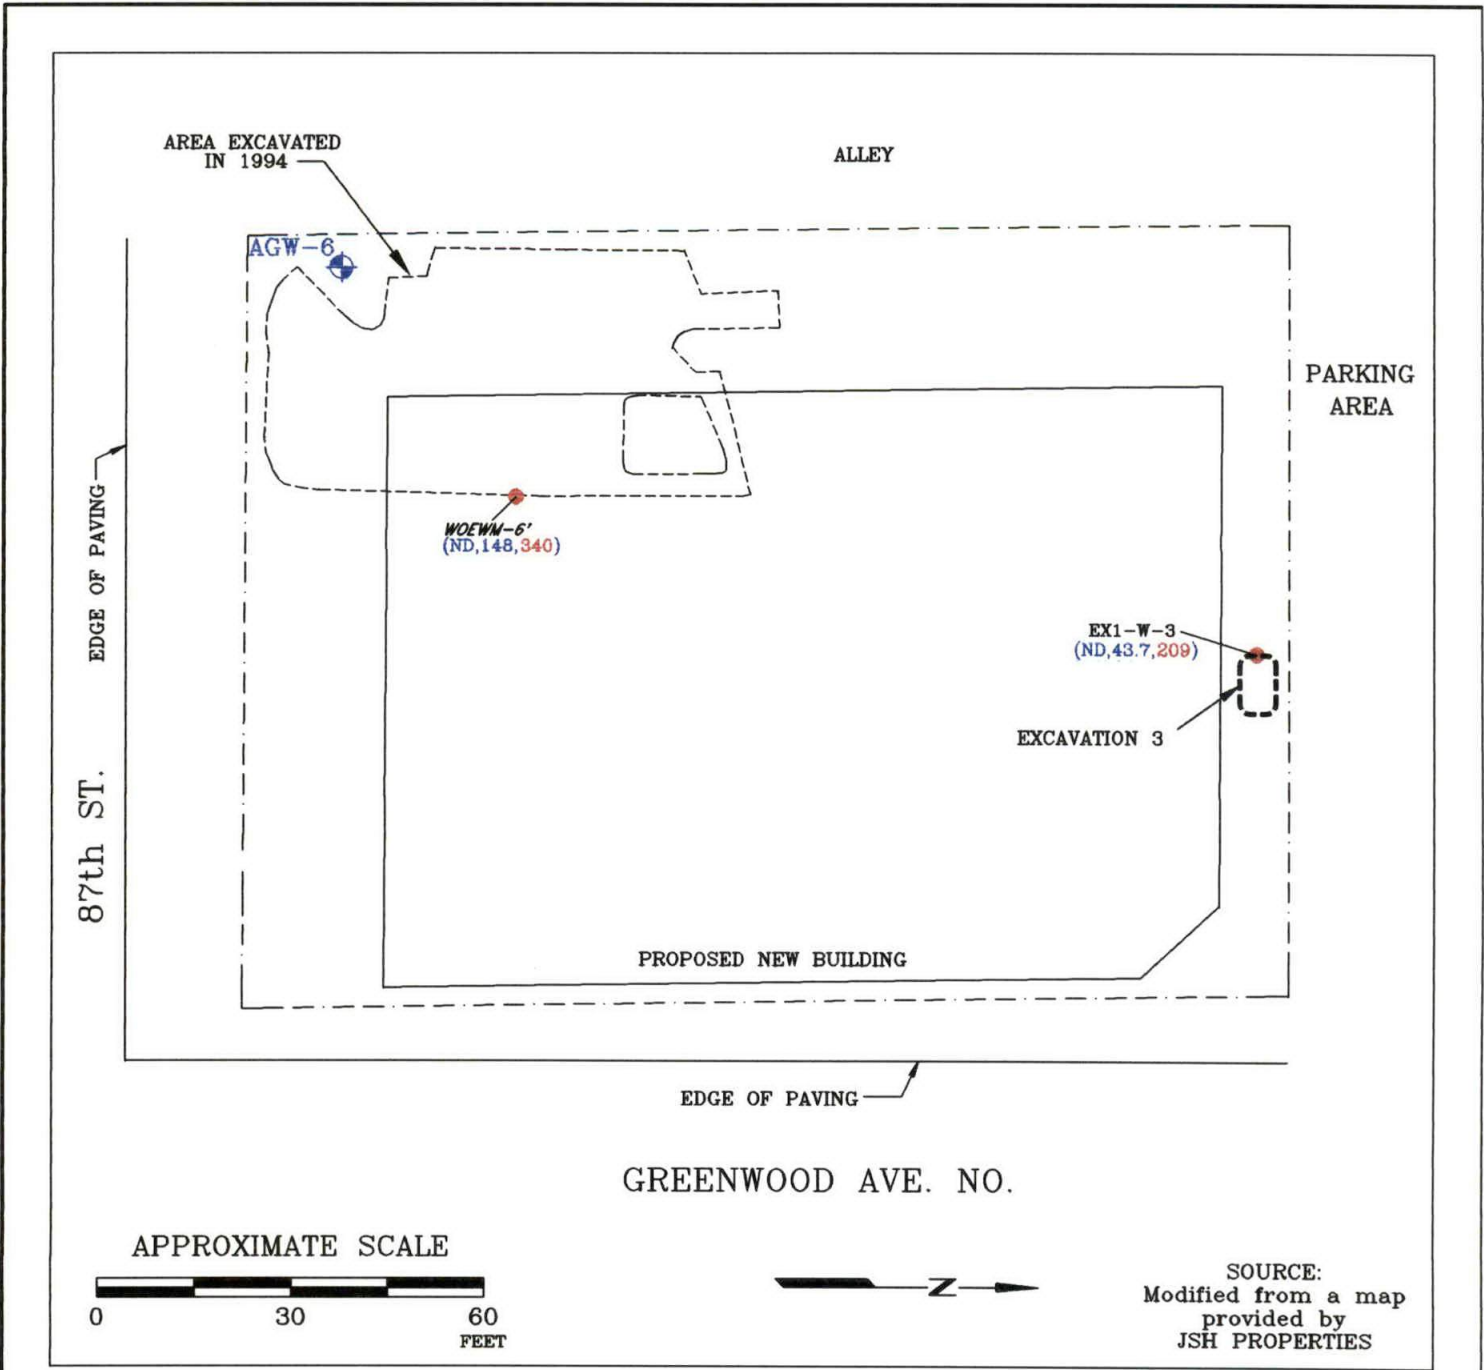 AREA EXCAVATED
IN 1994
ALLEY
AGW-6
PARKING
AREA
EDGE OF PAVING
WOEWM-6'
(ND,148,340)
EX1-W-3
(ND,43.7,209)
EXCAVATION 3
87th ST.
PROPOSED NEW BUILDING
EDGE OF PAVING
GREENWOOD AVE. NO.
APPROXIMATE SCALE
0 30 60
FEET
N
SOURCE:
Modified from a map
provided by
JSH PROPERTIES